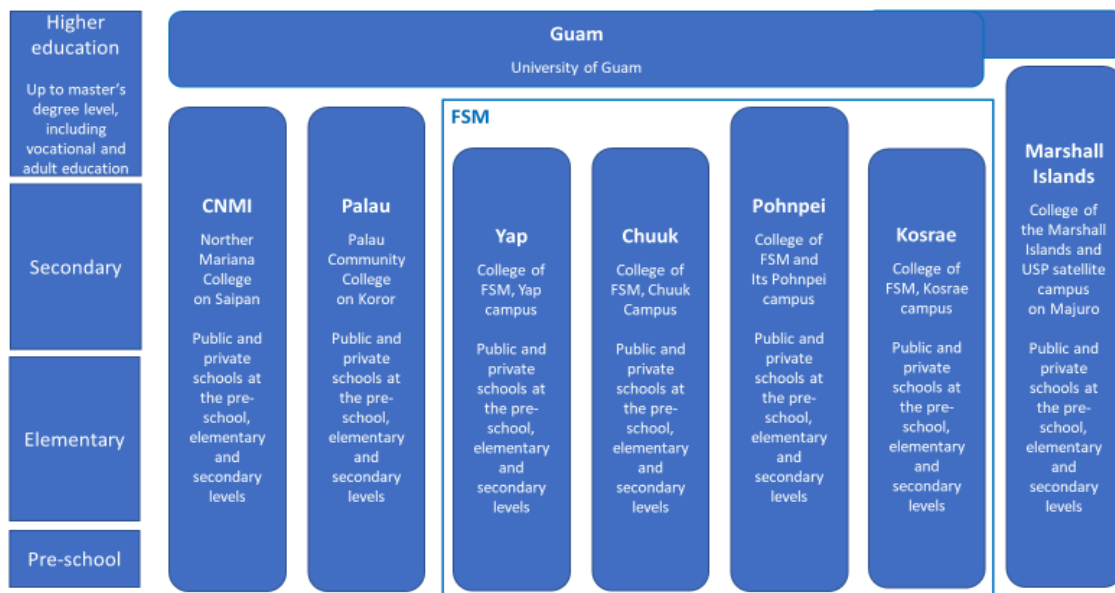 Higher
education
Up to master's
degree level,
including
vocational and
adult education
Secondary
Elementary
Pre-school
Guam
University of Guam
CNMI
Norther
Mariana
College
on Saipan
Public and
private
schools at
the pre-
school,
elementary
and
secondary
levels
Palau
Palau
Community
College
on Koror
Public and
private
schools at
the pre-
school,
elementary
and
secondary
levels
FSM
Yap
College of
FSM, Yap
campus
Public and
private
schools at
the pre-
school,
elementary
and
secondary
levels
Chuuk
College of
FSM, Chuuk
Campus
Public and
private
schools at
the pre-
school,
elementary
and
secondary
levels
Pohnpei
College of
FSM and
Its Pohnpei
campus
Public and
private
schools at
the pre-
school,
elementary
and
secondary
levels
Kosrae
College of
FSM, Kosrae
campus
Public and
private
schools at
the pre-
school,
elementary
and
secondary
levels
Marshall
Islands
College of
the Marshall
Islands and
USP satellite
campus
on Majuro
Public and
private
schools at
the pre-
school,
elementary
and
secondary
levels